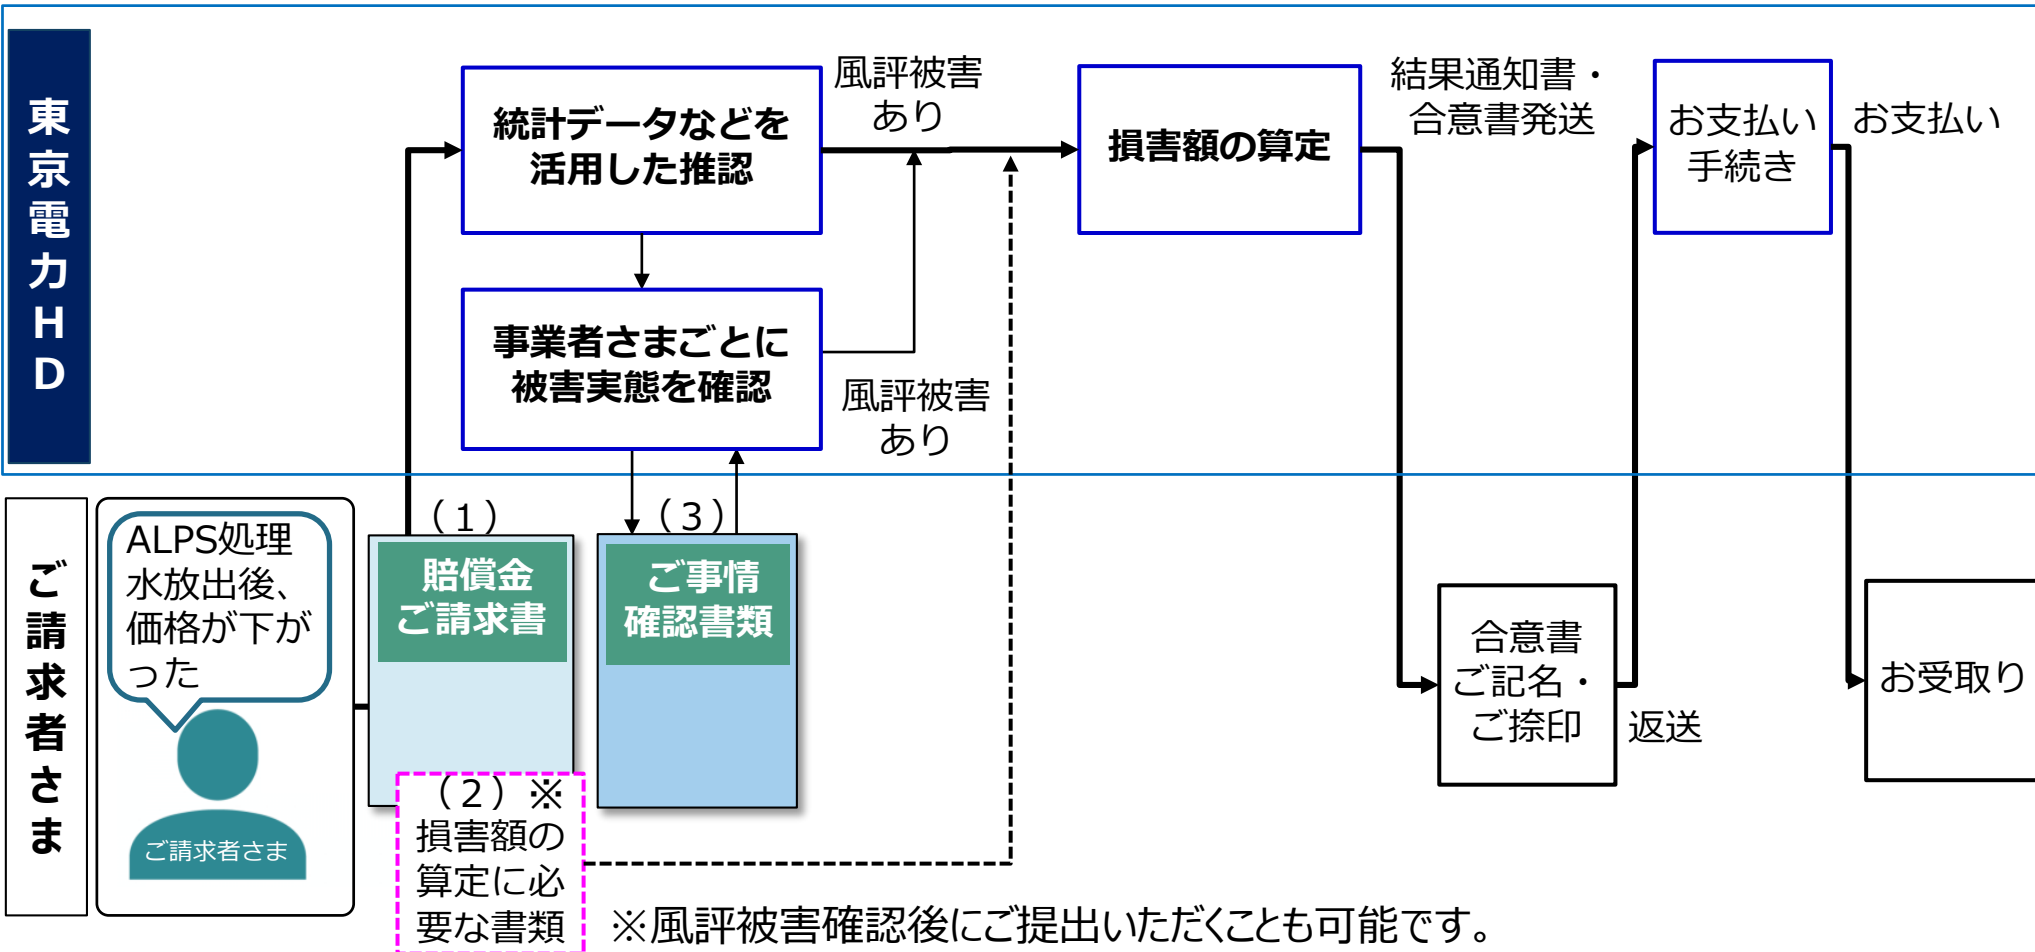 東京電力HD
統計データなどを
活用した推認
風評被害
あり
損害額の算定
結果通知書・
合意書発送
お支払い
手続き
お支払い
事業者さまごとに
被害実態を確認
風評被害
あり
ご請求者さま
ALPS処理
水放出後、
価格が下が
った
ご請求者さま
（1）
賠償金
ご請求書
（3）
ご事情
確認書類
（2）※
損害額の
算定に必
要な書類
合意書
ご記名・
ご捺印
返送
お受取り
※風評被害確認後にご提出いただくことも可能です。